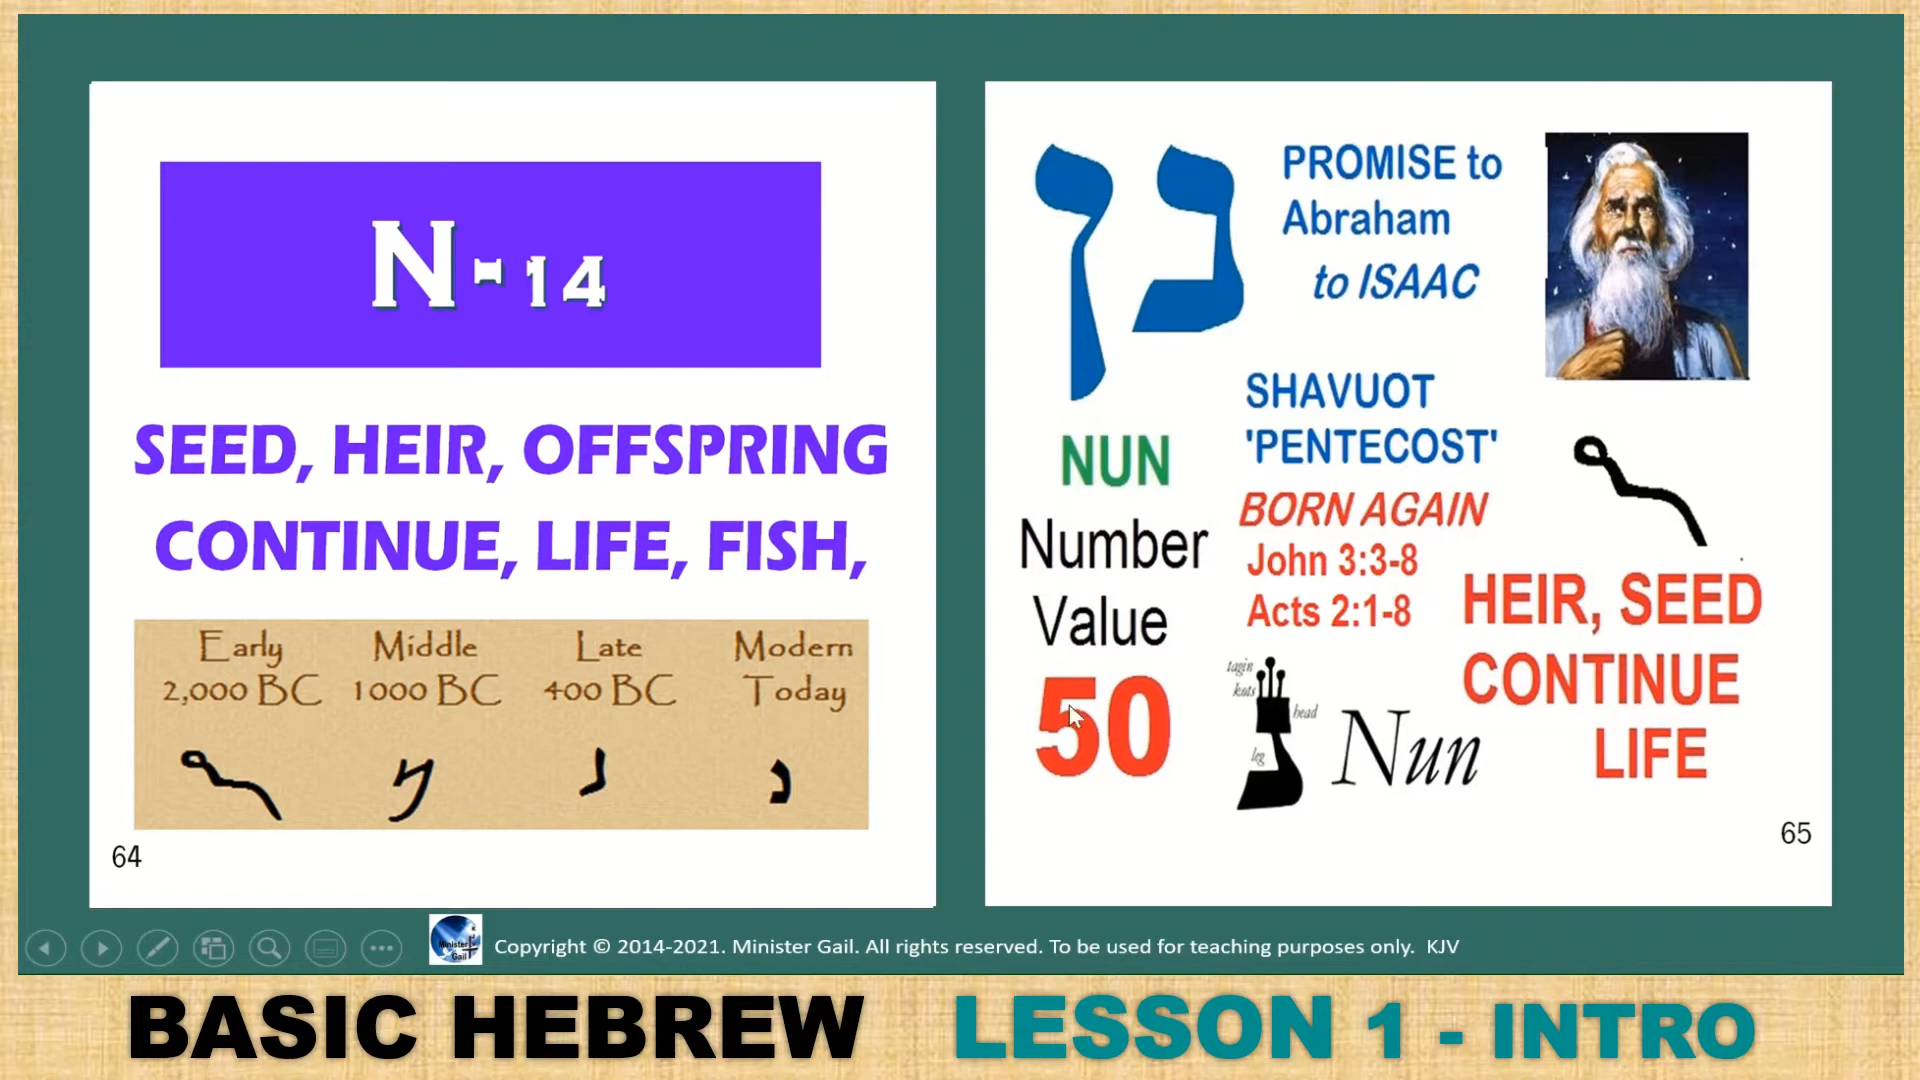 N-14
SEED, HEIR, OFFSPRING
CONTINUE, LIFE, FISH,
Early Middle Late Modern
2,000 BC 1000 BC 400 BC Today
נ
64
נן
PROMISE to
Abraham
to ISAAC
SHAVUOT
'PENTECOST'
BORN AGAIN
John 3:3-8
Acts 2:1-8
NUN
Number
Value
50
tagin
kots
head
leg
נ
Nun
HEIR, SEED
CONTINUE
LIFE
65
Minister
Gail
Copyright © 2014-2021. Minister Gail. All rights reserved. To be used for teaching purposes only. KJV
BASIC HEBREW LESSON 1 - INTRO